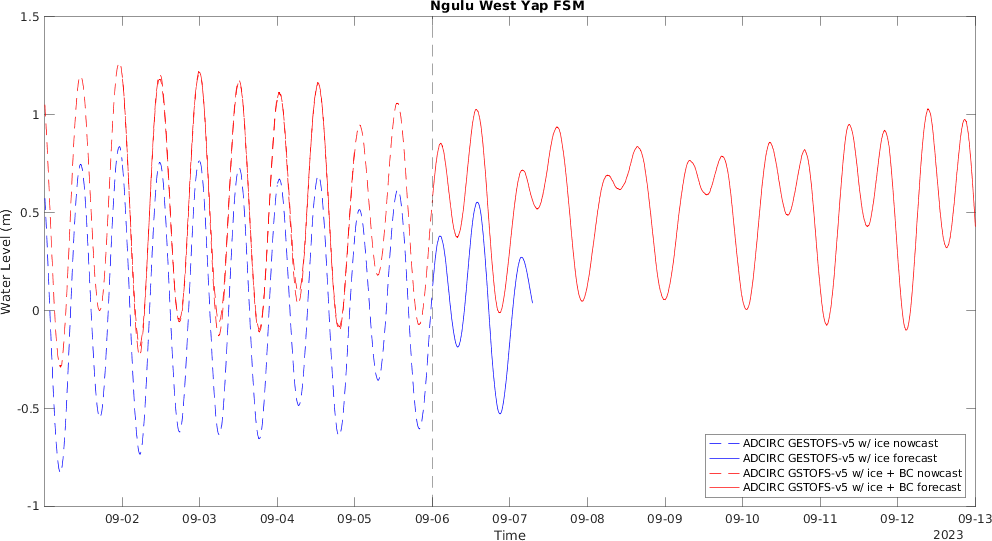 Ngulu West Yap FSM
1.5
1
0.5
0
-0.5
-1
Water Level (m)
ADCIRC GESTOFS-v5 w/ ice nowcast
ADCIRC GESTOFS-v5 w/ ice forecast
ADCIRC GSTOFS-v5 w/ ice + BC nowcast
ADCIRC GSTOFS-v5 w/ ice + BC forecast
09-02 09-03 09-04 09-05 09-06 09-07 09-08 09-09 09-10 09-11 09-12 09-13
Time
2023